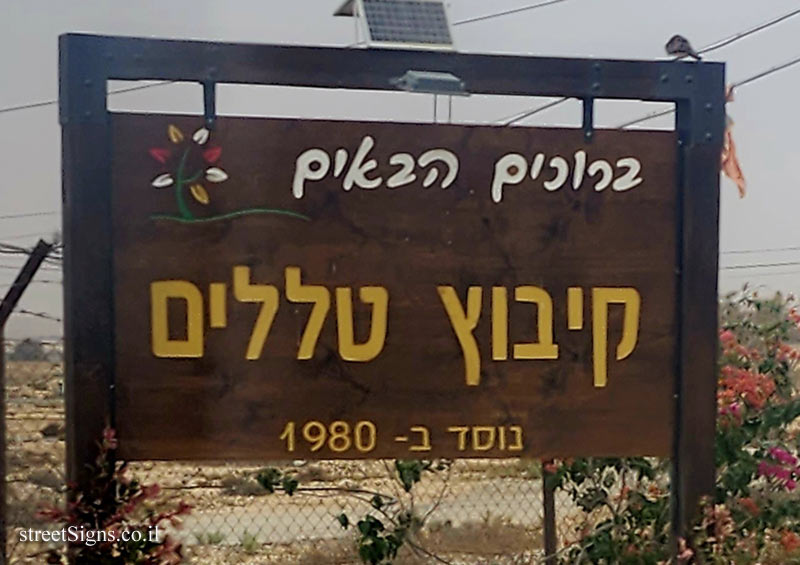 ברוכים הבאים
קיבוץ טללים
נוסד ב- 1980
streetSigns.co.il